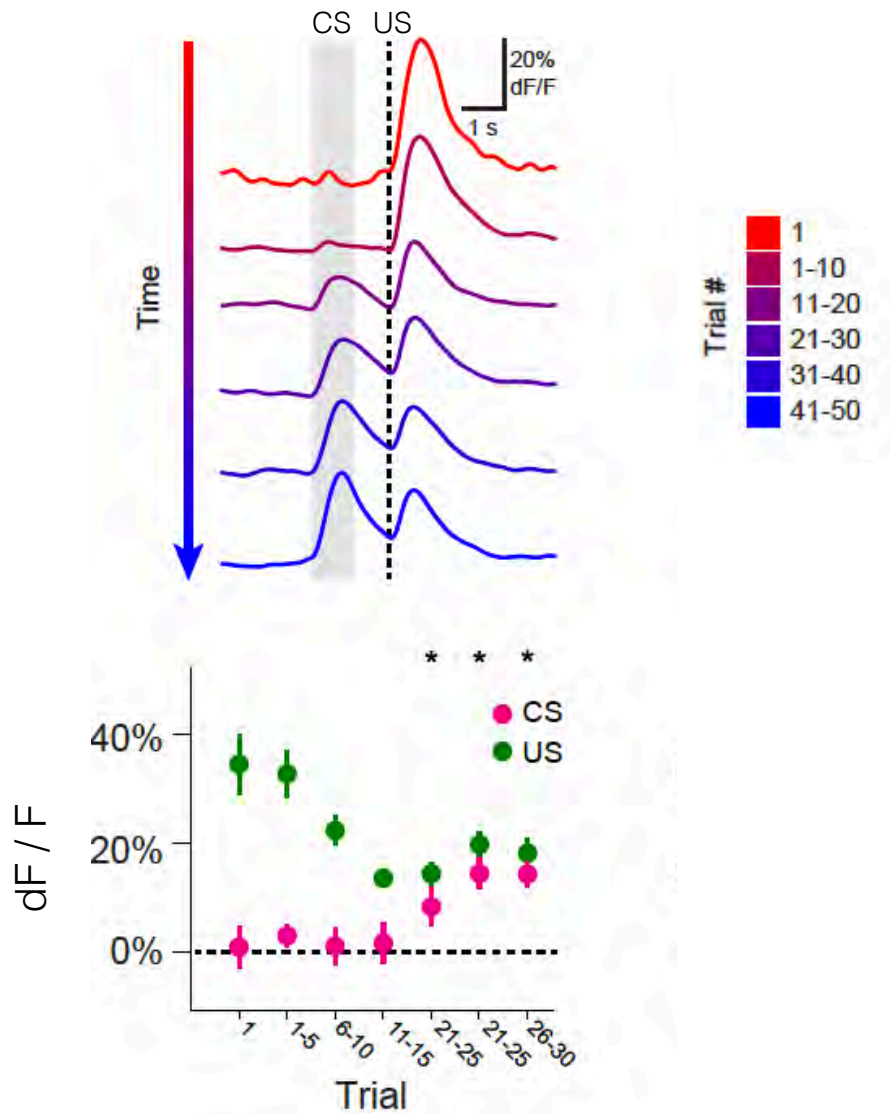 CS US
20%
dF/F
1 s
Time
Trial #
1
1-10
11-20
21-30
31-40
41-50
* * *
CS
US
40%
20%
0%
dF / F
1 1-5 6-10 11-15 21-25 21-25 26-30
Trial